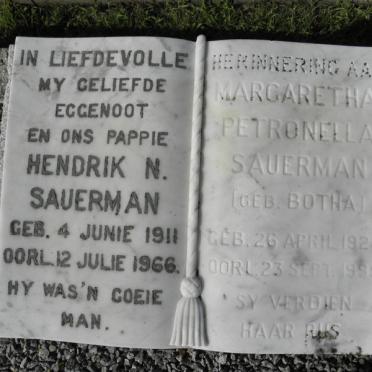 IN LIEFDEVOLLE
MY GELIEFDE
EGGENOOT
EN ONS PAPPIE
HENDRIK N.
SAUERMAN
GEB. 4 JUNIE 1911
OORL. 12 JULIE 1966.
HY WAS'N GOEIE
MAN.
HERINNERING AA
MARGARETHA
PETRONELLA
SAUERMAN
(GEB. BOTHA)
GEB. 26 APRIL
OORL. 23 SEPT.
SY VERDIEN
HAAR RUS